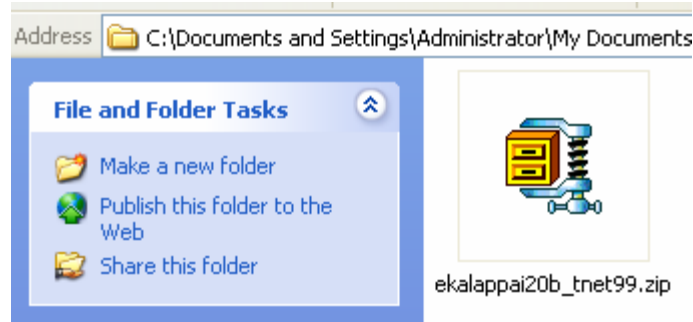 Address C:\Documents and Settings\Administrator\My Documents
File and Folder Tasks
Make a new folder
Publish this folder to the
Web
Share this folder
ekalappai20b_tnet99.zip